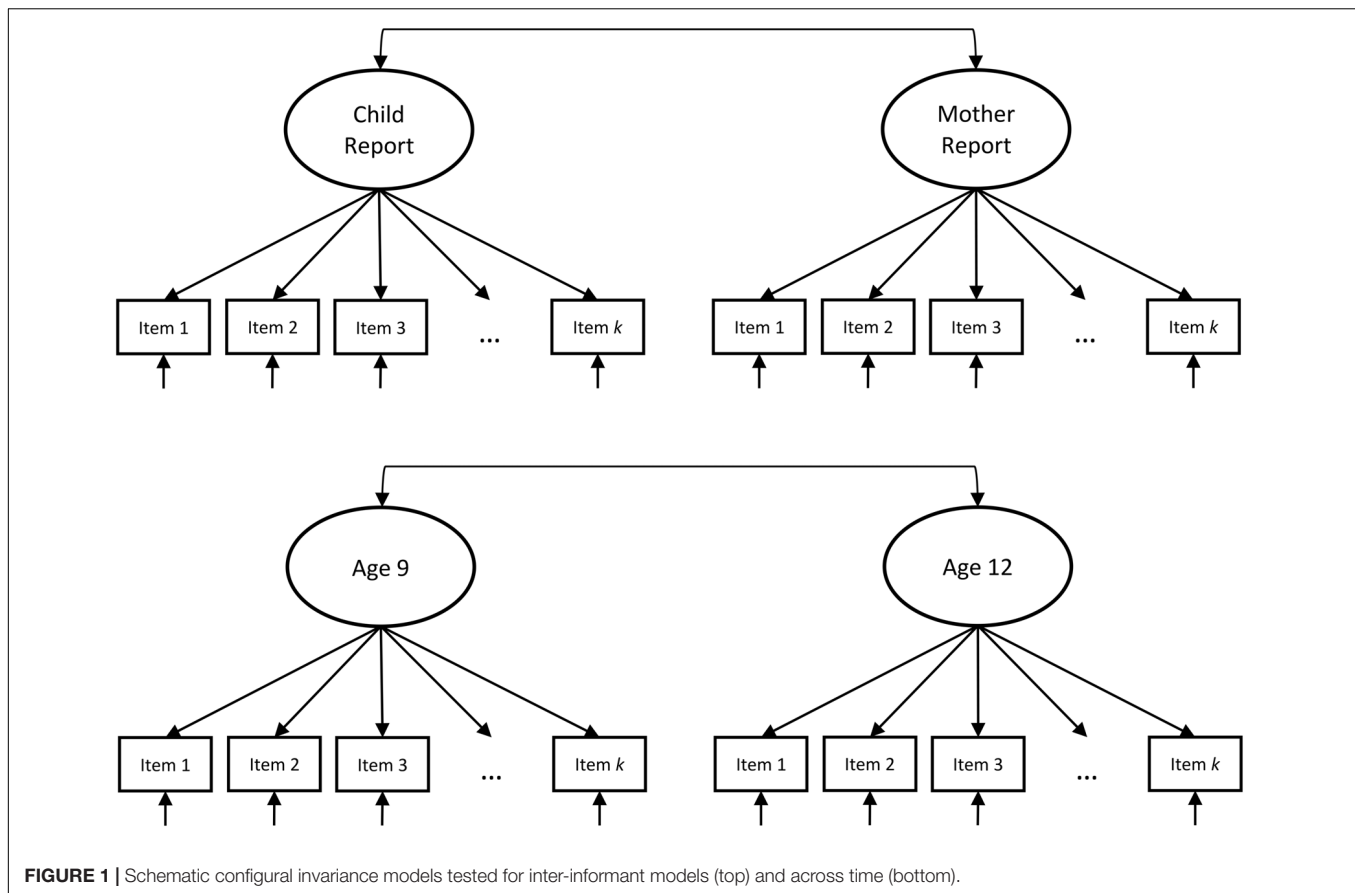 Child
Report
Mother
Report
Item 1 Item 2 Item 3 ... Item k Item 1 Item 2 Item 3 ... Item k
Age 9 Age 12
Item 1 Item 2 Item 3 ... Item k Item 1 Item 2 Item 3 ... Item k
FIGURE 1 | Schematic configural invariance models tested for inter-informant models (top) and across time (bottom).